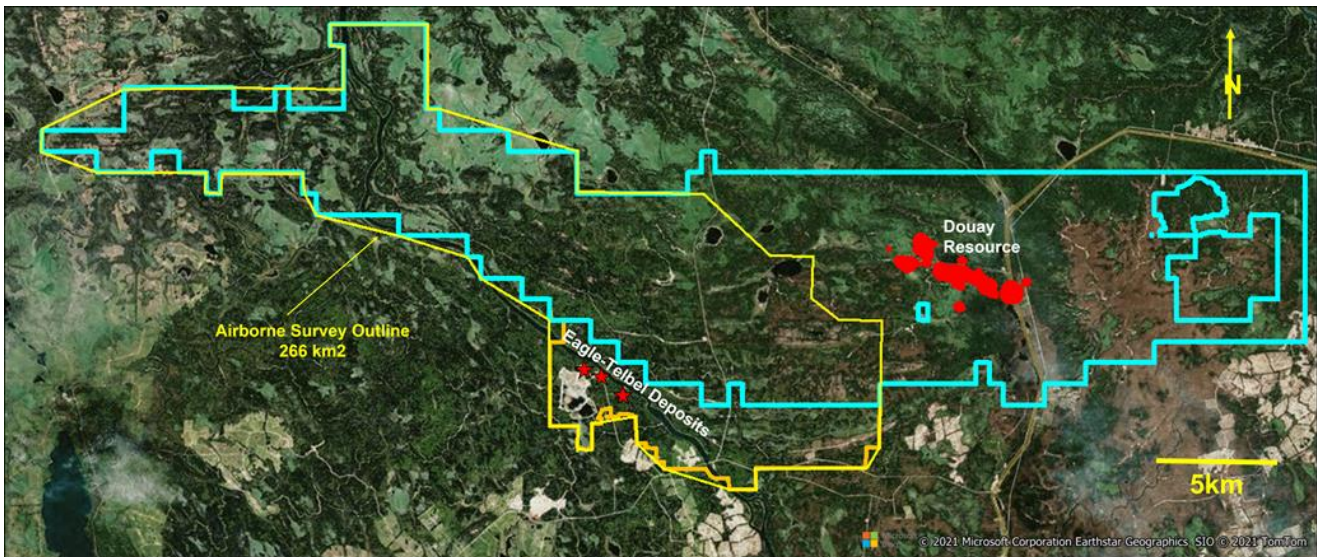 N
Douay
Resource
Airborne Survey Outline
266 km2
Eagle-Telbel Deposits
5km
© 2021 Microsoft Corporation Earthstar Geographics SIO © 2021 TomTom